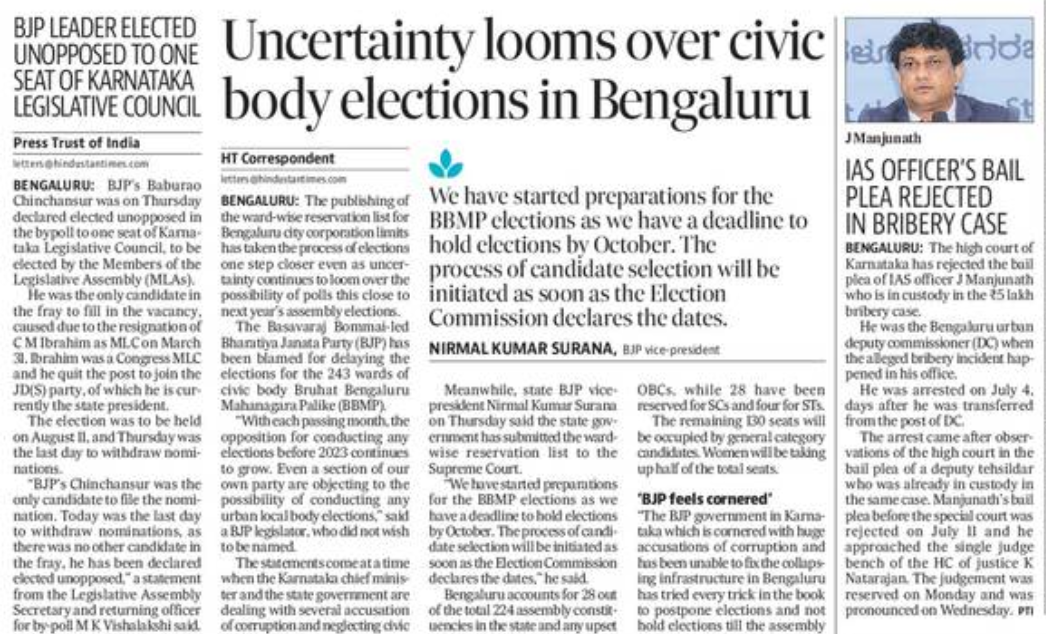 BJP LEADER ELECTED
UNOPPOSED TO ONE
SEAT OF KARNATAKA
LEGISLATIVE COUNCIL
Press Trust of India
letters@hindustantimes.com
BENGALURU: BJP's Baburao
Chinchansur was on Thursday
declared elected unopposed in
the bypoll to one seat of Karna-
taka Legislative Council, to be
elected by the Members of the
Legislative Assembly (MLAs).
He was the only candidate in
the fray to fill in the vacancy,
caused due to the resignation of
C M Ibrahim as MLC on March
31. Ibrahim was a Congress MLC
and he quit the post to join the
JD(S) party, of which he is cur-
rently the state president.
The election was to be held
on August 11, and Thursday was
the last day to withdraw nomi-
nations.
"BJP's Chinchansur was the
only candidate to file the nomi-
nation. Today was the last day
to withdraw nominations, as
there was no other candidate in
the fray, he has been declared
elected unopposed," a statement
from the Legislative Assembly
Secretary and returning officer
for by-poll M K Vishalakshi said.
Uncertainty looms over civic
body elections in Bengaluru
HT Correspondent
letters@hindustantimes.com
BENGALURU: The publishing of
the ward-wise reservation list for
Bengaluru city corporation limits
has taken the process of elections
one step closer even as uncer-
tainty continues to loom over the
possibility of polls this close to
next year's assembly elections.
The Basavaraj Bommai-led
Bharatiya Janata Party (BJP) has
been blamed for delaying the
elections for the 243 wards of
civic body Bruhat Bengaluru
Mahanagara Palike (BBMP).
"With each passing month, the
opposition for conducting any
elections before 2023 continues
to grow. Even a section of our
own party are objecting to the
possibility of conducting any
urban local body elections," said
a BJP legislator, who did not wish
to be named.
The statements come at a time
when the Karnataka chief minis-
ter and the state government are
dealing with several accusation
of corruption and neglecting civic
We have started preparations for the
BBMP elections as we have a deadline to
hold elections by October. The
process of candidate selection will be
initiated as soon as the Election
Commission declares the dates.
NIRMAL KUMAR SURANA, BJP vice-president
Meanwhile, state BJP vice-
president Nirmal Kumar Surana
on Thursday said the state gov-
ernment has submitted the ward-
wise reservation list to the
Supreme Court.
"We have started preparations
for the BBMP elections as we
have a deadline to hold elections
by October. The process of candi-
date selection will be initiated as
soon as the Election Commission
declares the dates," he said.
Bengaluru accounts for 28 out
of the total 224 assembly constit-
uencies in the state and any upset
OBCs, while 28 have been
reserved for SCs and four for STs.
The remaining 130 seats will
be occupied by general category
candidates. Women will be taking
up half of the total seats.
'BJP feels cornered'
"The BJP government in Karna-
taka which is cornered with huge
accusations of corruption and
has been unable to fix the collaps-
ing infrastructure in Bengaluru
has tried every trick in the book
to postpone elections and not
hold elections till the assembly
J Manjunath
IAS OFFICER'S BAIL
PLEA REJECTED
IN BRIBERY CASE
BENGALURU: The high court of
Karnataka has rejected the bail
plea of IAS officer J Manjunath
who is in custody in the ₹5 lakh
bribery case.
He was the Bengaluru urban
deputy commissioner (DC) when
the alleged bribery incident hap-
pened in his office.
He was arrested on July 4,
days after he was transferred
from the post of DC.
The arrest came after obser-
vations of the high court in the
bail plea of a deputy tehsildar
who was already in custody in
the same case. Manjunath's bail
plea before the special court was
rejected on July 11 and he
approached the single judge
bench of the HC of justice K
Natarajan. The judgement was
reserved on Monday and was
pronounced on Wednesday. PTI